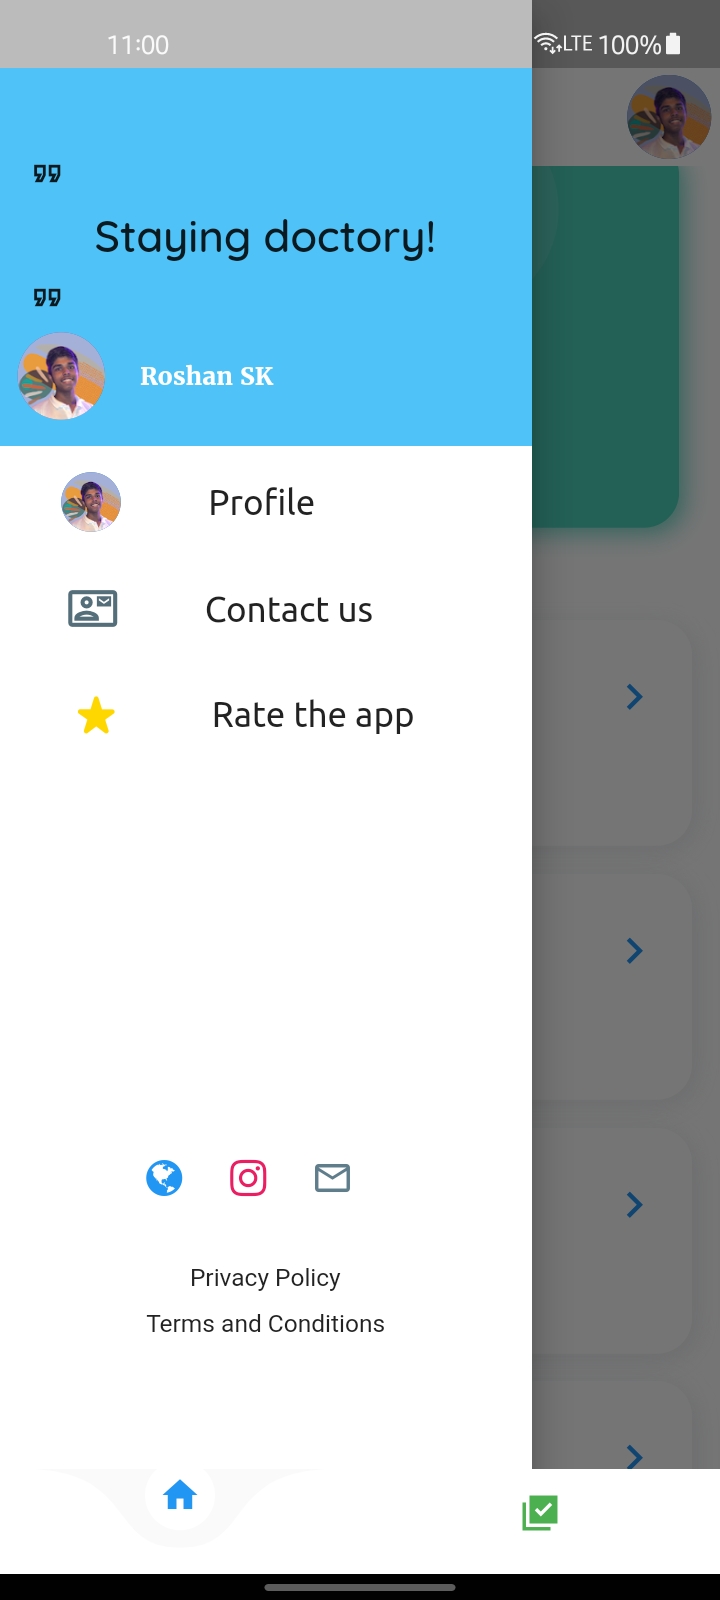 11:00 LTE 100%
”
Staying doctory!
”
Roshan SK
Profile
Contact us
Rate the app
Privacy Policy
Terms and Conditions